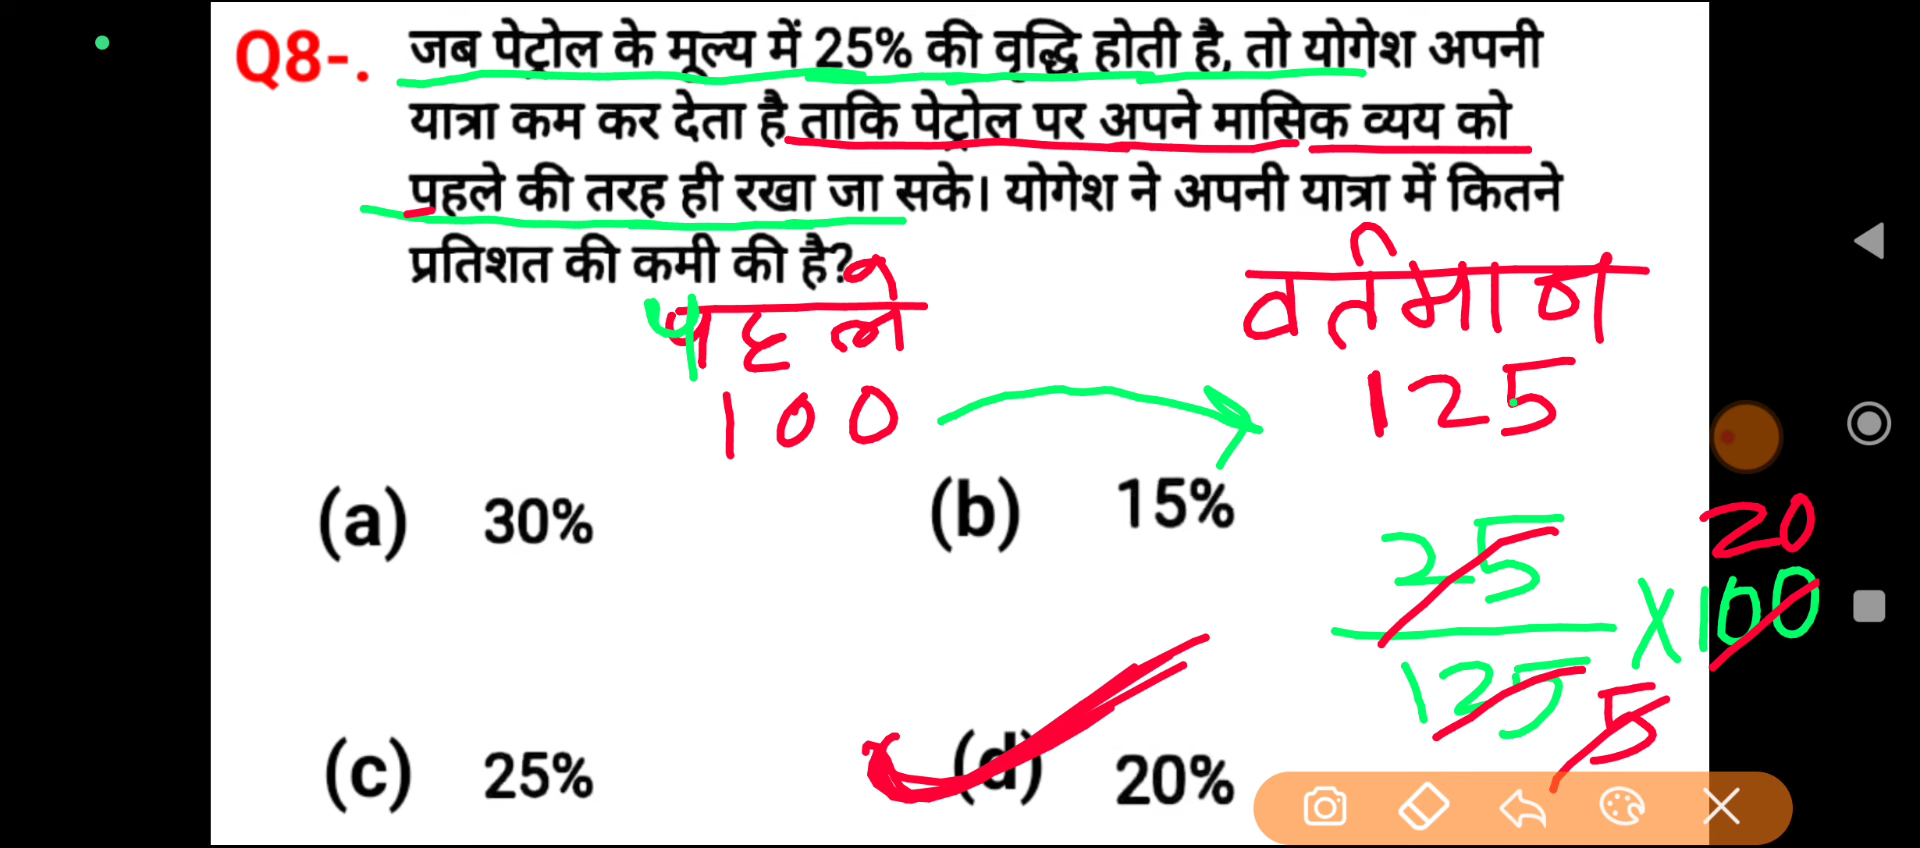 Q8-. जब पेट्रोल के मूल्य में 25% की वृद्धि होती है, तो योगेश अपनी
यात्रा कम कर देता है ताकि पेट्रोल पर अपने मासिक व्यय को
पहले की तरह ही रखा जा सके। योगेश ने अपनी यात्रा में कितने
प्रतिशत की कमी की है?
पहले वर्तमान
100 125
(a) 30% (b) 15%
25 20
× 100
125 5
(c) 25% (d) 20%